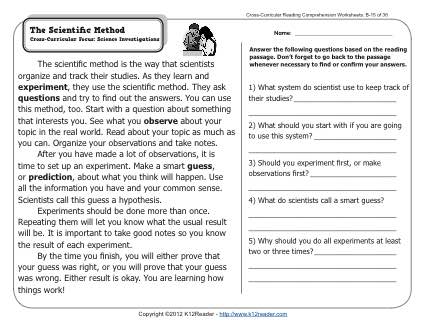 Cross-Curricular Reading Comprehension Worksheets: B-15 of 36
The Scientific Method
Cross-Curricular Focus: Science Investigations
Name:
The scientific method is the way that scientists
organize and track their studies. As they learn and
experiment, they use the scientific method. They ask
questions and try to find out the answers. You can use
this method, too. Start with a question about something
that interests you. See what you observe about your
topic in the real world. Read about your topic as much as
you can. Organize your observations and take notes.
After you have made a lot of observations, it is
time to set up an experiment. Make a smart guess,
or prediction, about what you think will happen. Use
all the information you have and your common sense.
Scientists call this guess a hypothesis.
Experiments should be done more than once.
Repeating them will let you know what the usual result
will be. It is important to take good notes so you know
the result of each experiment.
By the time you finish, you will either prove that
your guess was right, or you will prove that your guess
was wrong. Either result is okay. You are learning how
things work!
Answer the following questions based on the reading
passage. Don't forget to go back to the passage
whenever necessary to find or confirm your answers.
1) What system do scientist use to keep track of
their studies?
2) What should you start with if you are going
to use this system?
3) Should you experiment first, or make
observations first?
4) What do scientists call a smart guess?
5) Why should you do all experiments at least
two or three times?
Copyright ©2012 K12Reader - http://www.k12reader.com